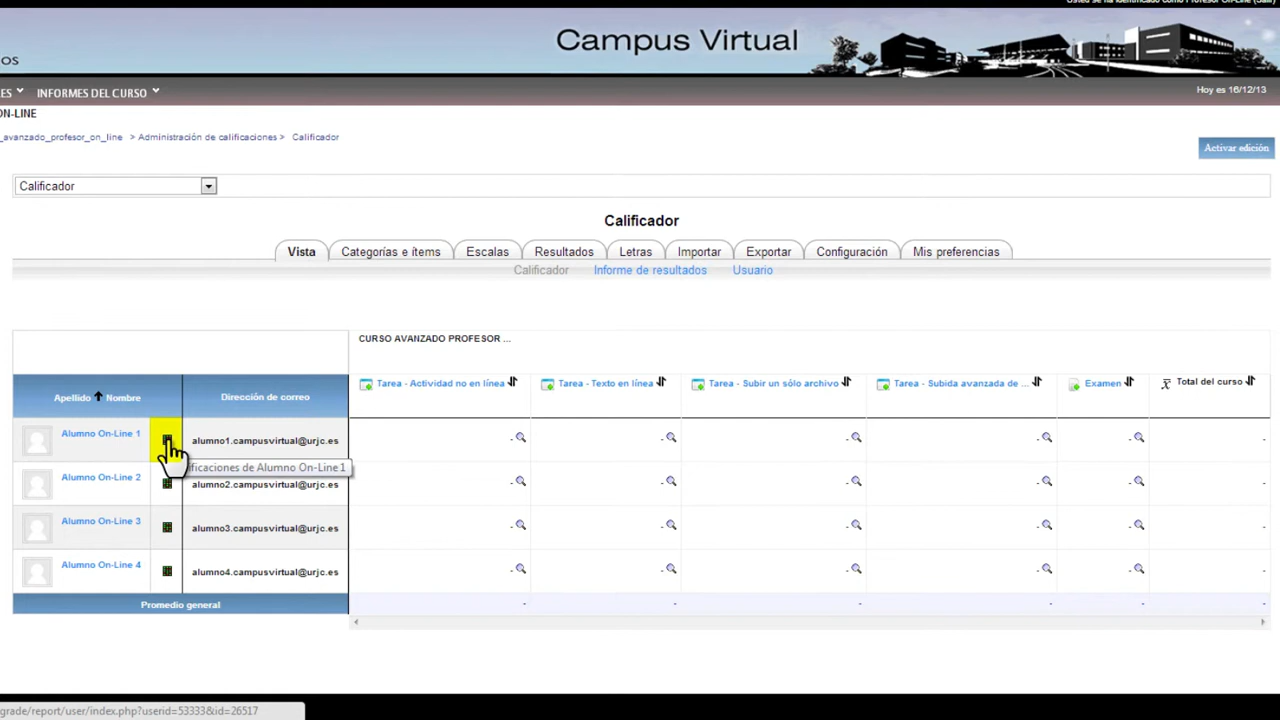 OS
Campus Virtual
ES INFORMES DEL CURSO
Hoy es 16/12/13
ON-LINE
_avanzado_profesor_on_line > Administración de calificaciones > Calificador
Activar edición
Calificador
Calificador
Vista Categorías e ítems Escalas Resultados Letras Importar Exportar Configuración Mis preferencias
Calificador Informe de resultados Usuario
CURSO AVANZADO PROFESOR ...
Apellido Nombre Dirección de correo Tarea - Actividad no en línea Tarea - Texto en línea Tarea - Subir un sólo archivo Tarea - Subida avanzada de ... Examen x̄ Total del curso
Alumno On-Line 1 alumno1.campusvirtual@urjc.es - - - - - -
ificaciones de Alumno On-Line 1
Alumno On-Line 2 alumno2.campusvirtual@urjc.es - - - - - -
Alumno On-Line 3 alumno3.campusvirtual@urjc.es - - - - - -
Alumno On-Line 4 alumno4.campusvirtual@urjc.es - - - - - -
Promedio general - - - - - -
grade/report/user/index.php?userid=53333&id=26517